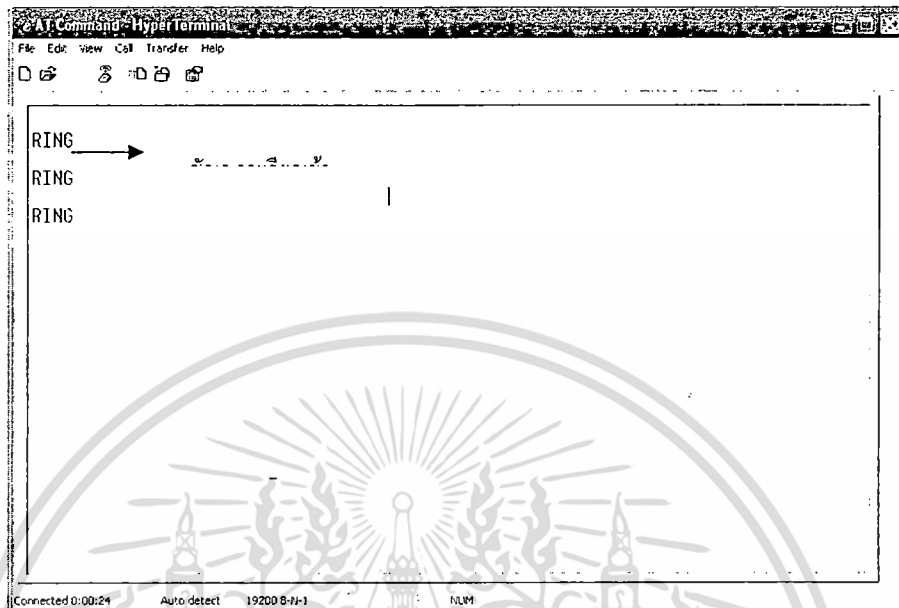 AT Command - HyperTerminal
File Edit View Call Transfer Help
RING
RING
RING
Connected 0:00:24 Auto detect 19200 8-N-1 NUM